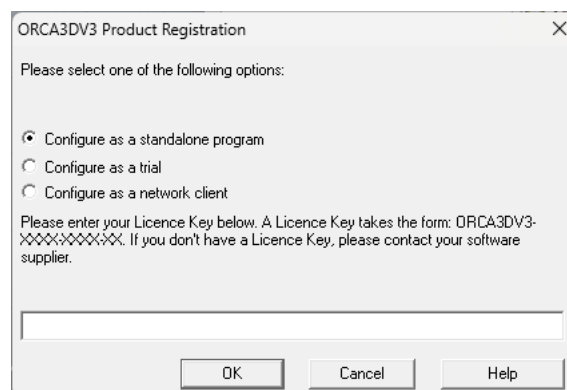 ORCA3DV3 Product Registration
Please select one of the following options:
Configure as a standalone program
Configure as a trial
Configure as a network client
Please enter your Licence Key below. A Licence Key takes the form: ORCA3DV3-
XXXX-XXXX-XX. If you don't have a Licence Key, please contact your software
supplier.
OK Cancel Help